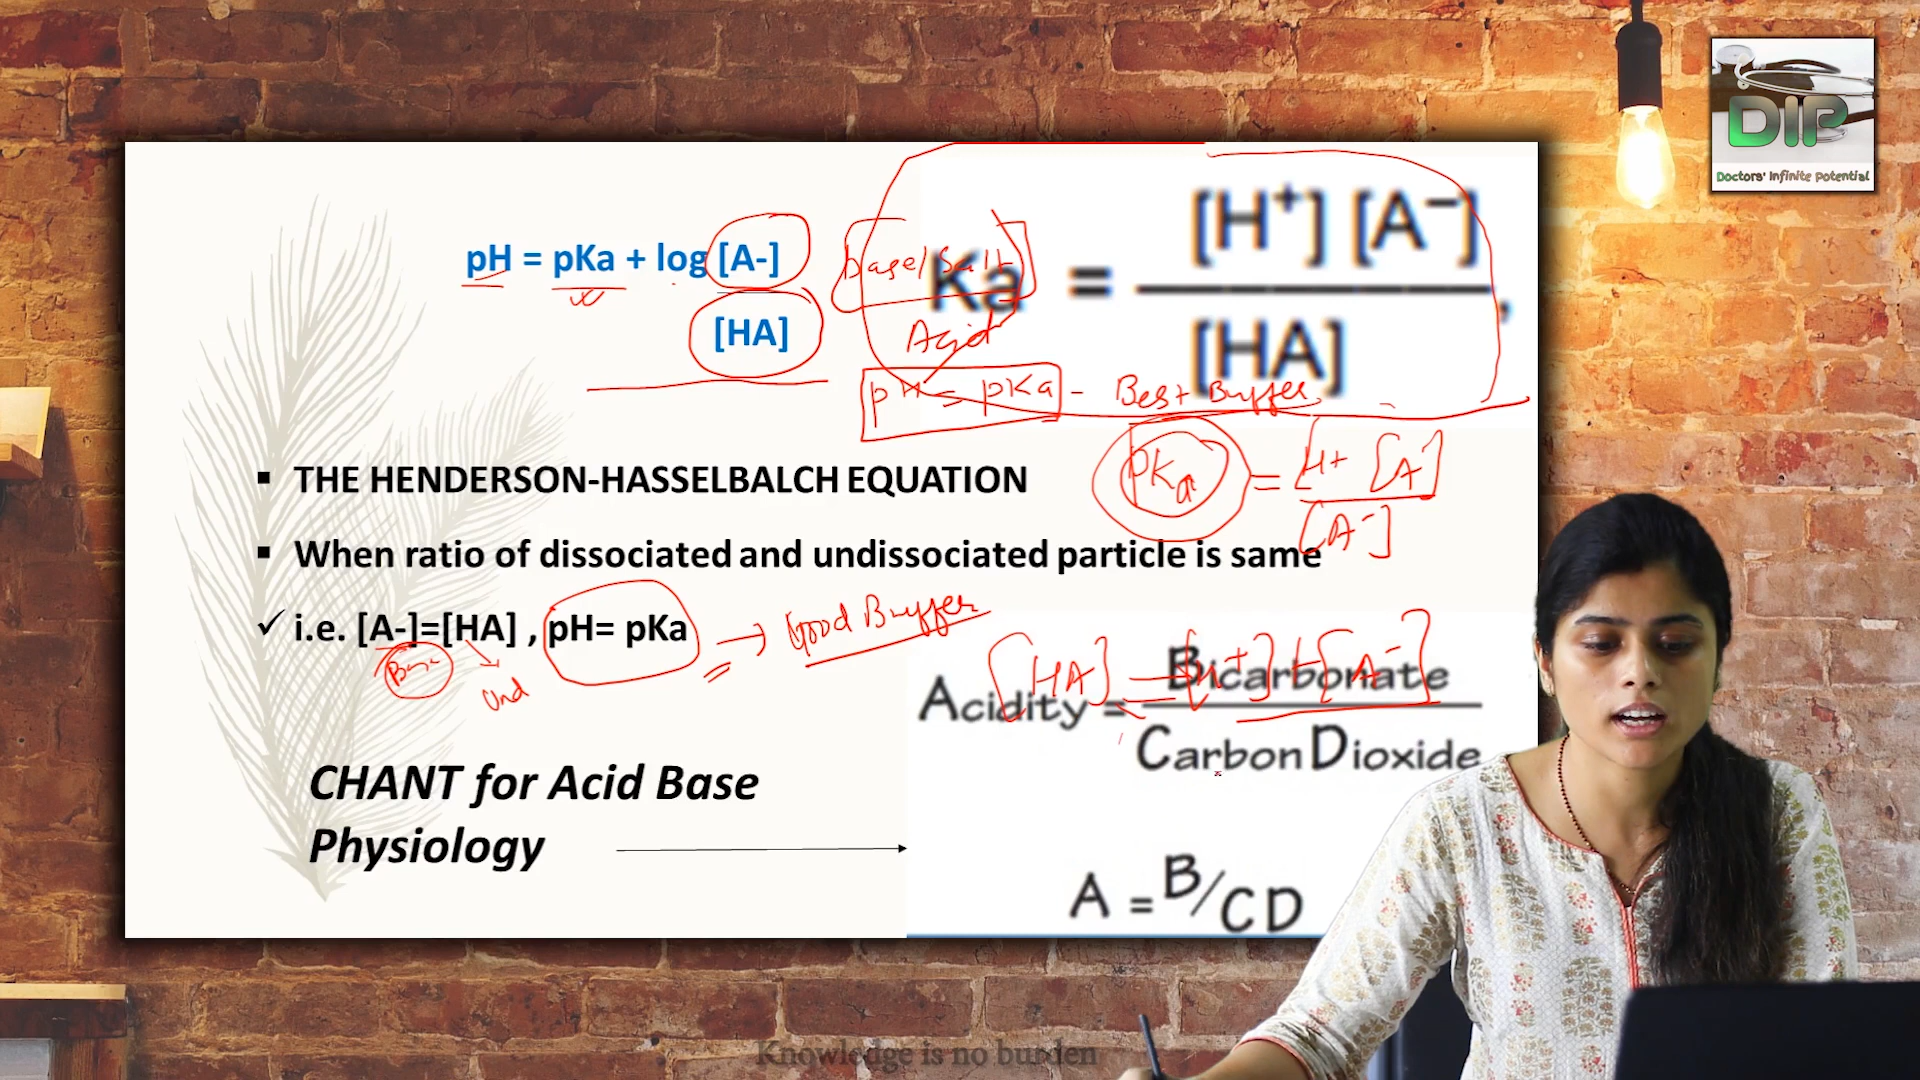 DIP
Doctors' Infinite Potential
pH = pKa + log [A-]
[HA]
base/Salt
Acid
Ka = [H⁺] [A⁻]
[HA] ,
pH = pKa - Best Buffer
pKa = H+ [A-]
[A-]
▪ THE HENDERSON-HASSELBALCH EQUATION
▪ When ratio of dissociated and undissociated particle is same
✓ i.e. [A-]=[HA] , pH= pKa
→ Good Buffer
Base
und
[HA] = [H+] + [A-]
Acidity = Bicarbonate
Carbon Dioxide
CHANT for Acid Base
Physiology
A = B/CD
Knowledge is no burden